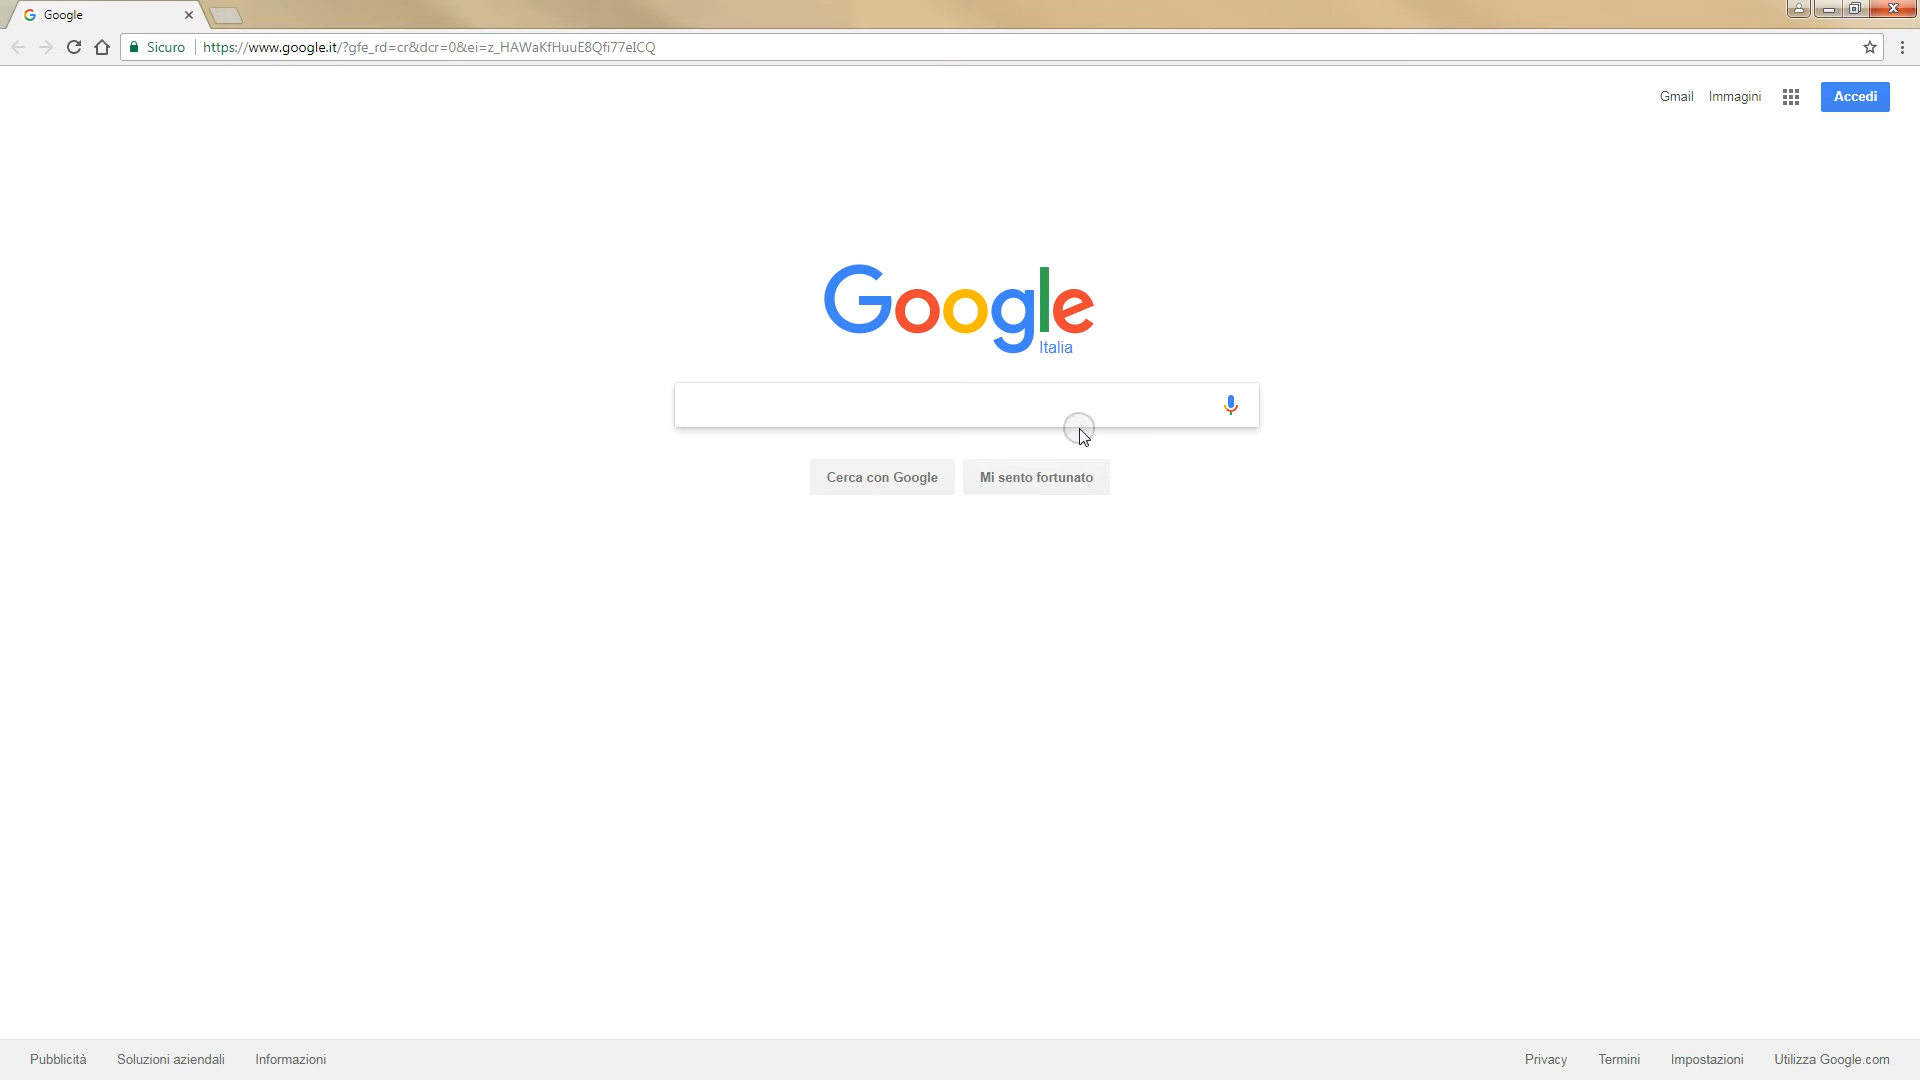 Google
Sicuro
https://www.google.it/?gfe_rd=cr&dcr=0&ei=z_HAWaKfHuuE8Qfi77eICQ
Gmail Immagini Accedi
Google
Italia
Cerca con Google Mi sento fortunato
Pubblicità Soluzioni aziendali Informazioni Privacy Termini Impostazioni Utilizza Google.com